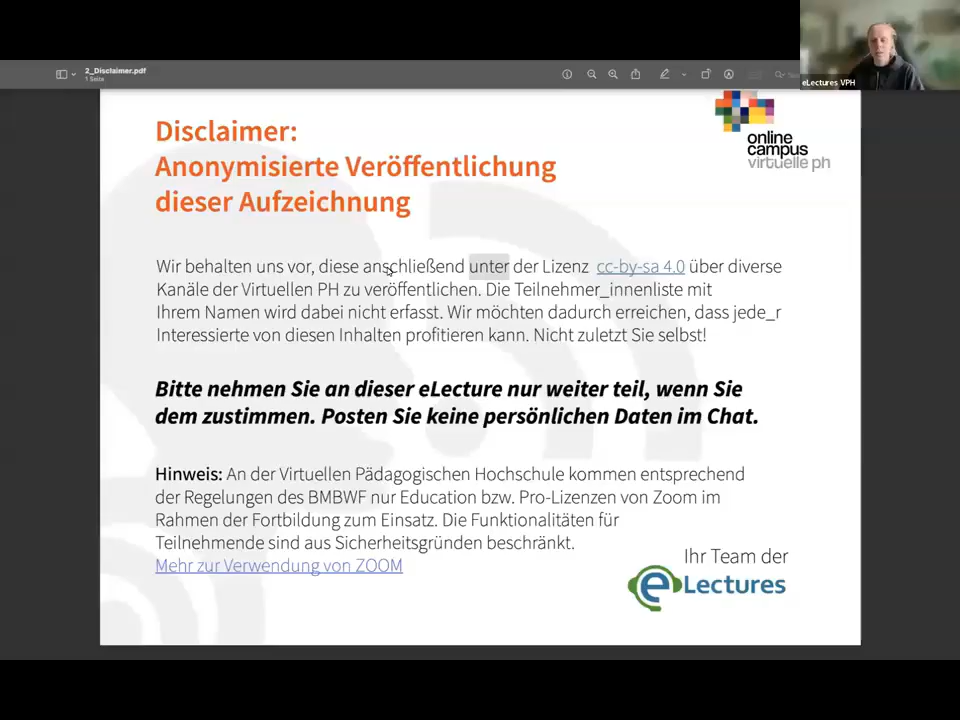 2_Disclaimer.pdf
1 Seite
eLectures VPH
online
campus
virtuelle ph
Disclaimer:
Anonymisierte Veröffentlichung
dieser Aufzeichnung
Wir behalten uns vor, diese anschließend unter der Lizenz cc-by-sa 4.0 über diverse
Kanäle der Virtuellen PH zu veröffentlichen. Die Teilnehmer_innenliste mit
Ihrem Namen wird dabei nicht erfasst. Wir möchten dadurch erreichen, dass jede_r
Interessierte von diesen Inhalten profitieren kann. Nicht zuletzt Sie selbst!
Bitte nehmen Sie an dieser eLecture nur weiter teil, wenn Sie
dem zustimmen. Posten Sie keine persönlichen Daten im Chat.
Hinweis: An der Virtuellen Pädagogischen Hochschule kommen entsprechend
der Regelungen des BMBWF nur Education bzw. Pro-Lizenzen von Zoom im
Rahmen der Fortbildung zum Einsatz. Die Funktionalitäten für
Teilnehmende sind aus Sicherheitsgründen beschränkt.
Mehr zur Verwendung von ZOOM
Ihr Team der
eLectures